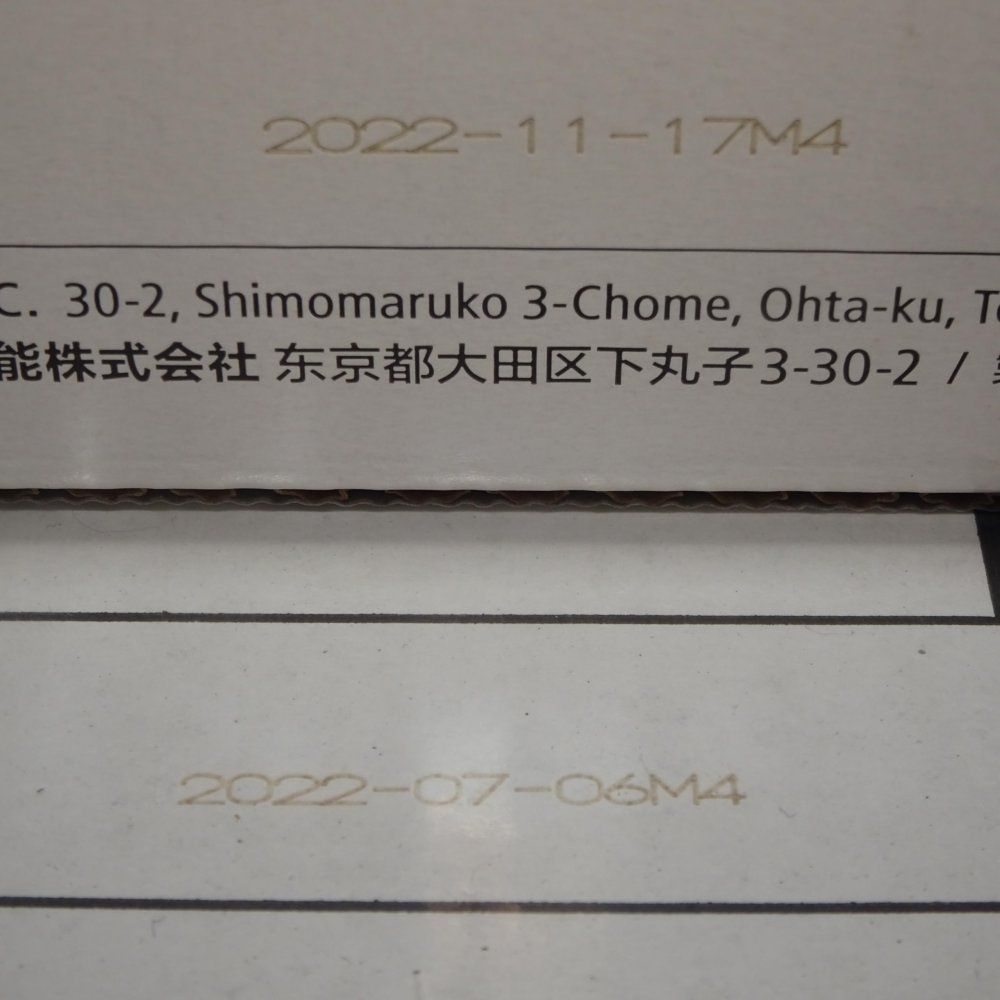 2022-11-17M4
C. 30-2, Shimomaruko 3-Chome, Ohta-ku,
能株式会社 东京都大田区下丸子3-30-2 /
2022-07-06M4